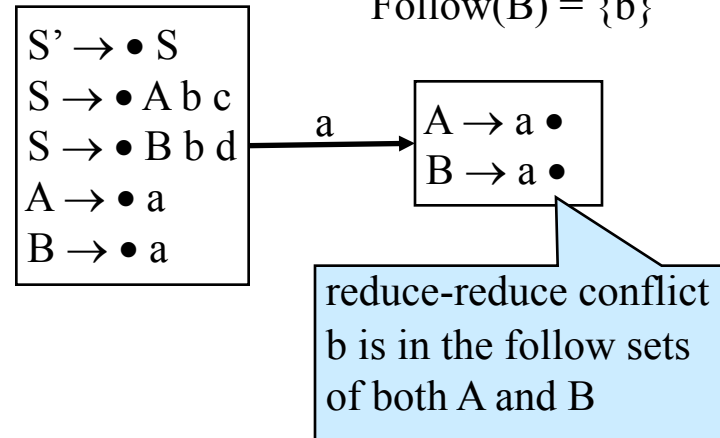 Follow(B) = {b}
S’ → • S
S → • A b c
S → • B b d
A → • a
B → • a
a
A → a •
B → a •
reduce-reduce conflict
b is in the follow sets
of both A and B